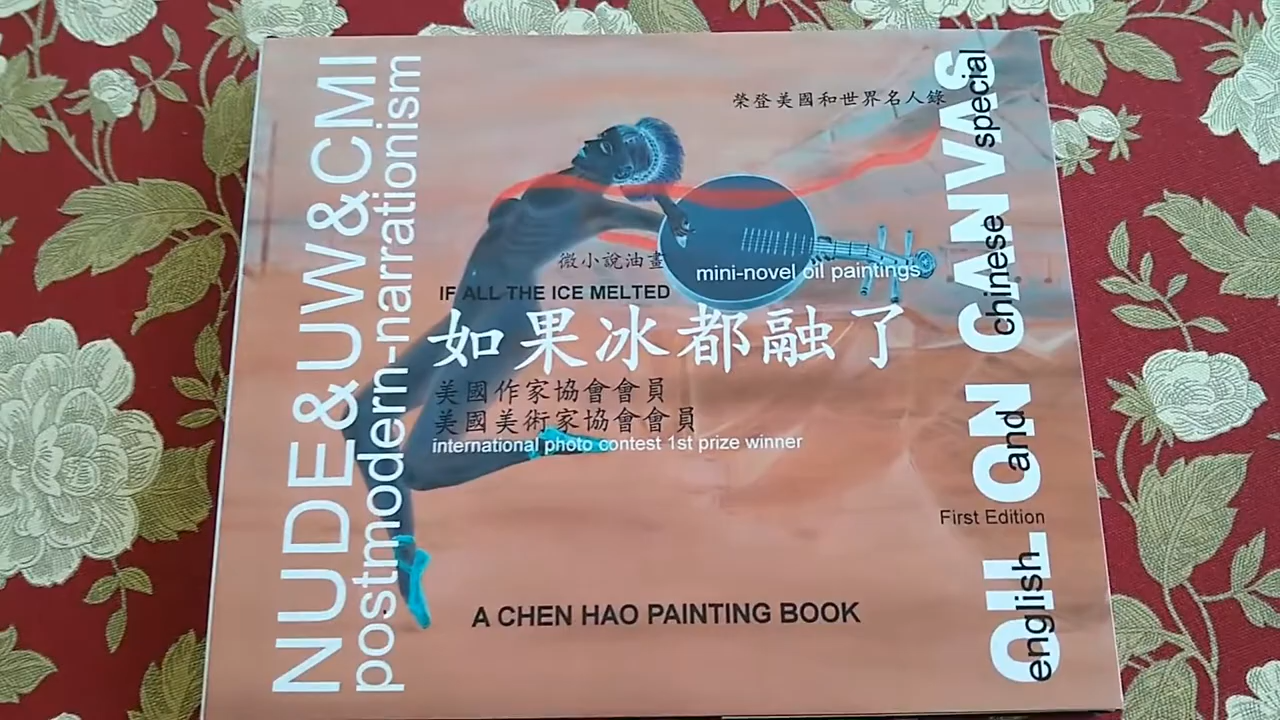 NUDE&UW&CMI
postmodern-narrationism
榮登美國和世界名人錄
微小說油畫
mini-novel oil paintings
IF ALL THE ICE MELTED
如果冰都融了
美國作家協會會員
美國美術家協會會員
international photo contest 1st prize winner
First Edition
A CHEN HAO PAINTING BOOK
OIL ON CANVAS
english and chinese special